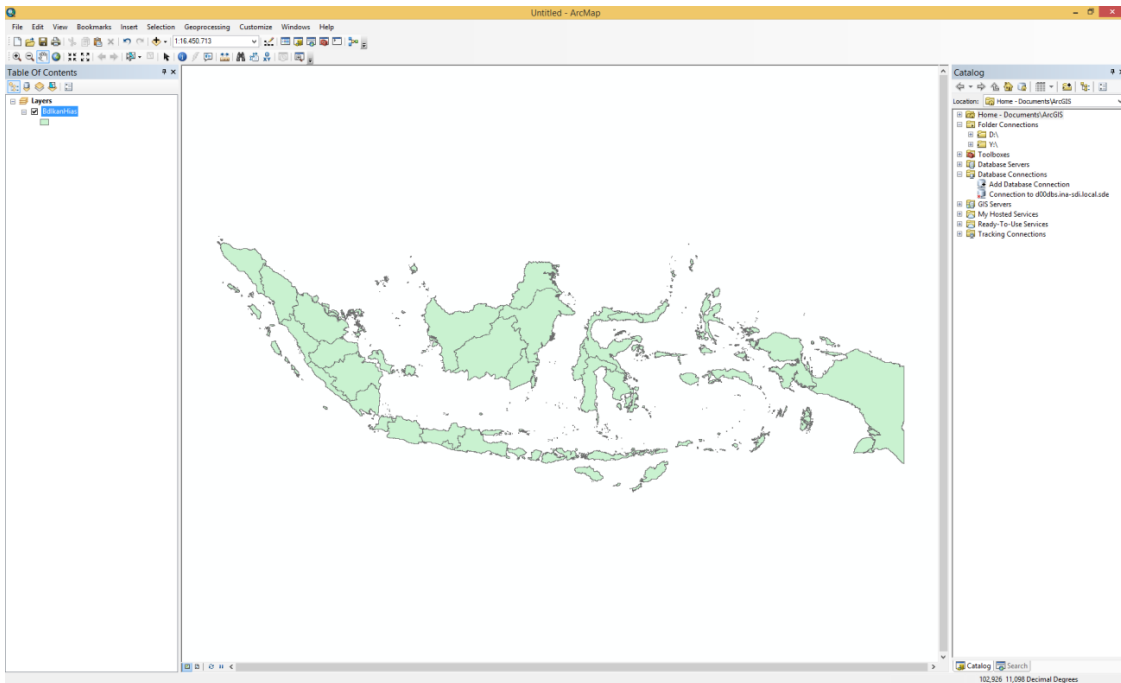 Untitled - ArcMap
File Edit View Bookmarks Insert Selection Geoprocessing Customize Windows Help
1:16.450.713
Table Of Contents
Layers
BdIkanHias
Catalog
Location: Home - Documents\ArcGIS
Home - Documents\ArcGIS
Folder Connections
D:\
Y:\
Toolboxes
Database Servers
Database Connections
Add Database Connection
Connection to d00dbs.ina-sdi.local.sde
GIS Servers
My Hosted Services
Ready-To-Use Services
Tracking Connections
Catalog Search
102,926 11,098 Decimal Degrees